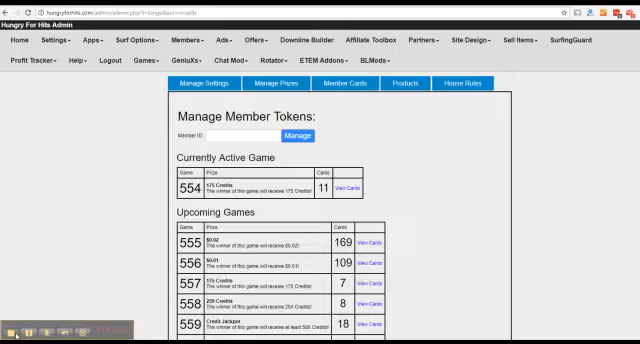 hungryforhits.com/admin/admin.php?f=bingo&act=mcards
Hungry For Hits Admin
Home Settings Apps Surf Options Members Ads Offers Downline Builder Affiliate Toolbox Partners Site Design Sell Items SurfingGuard
Profit Tracker Help Logout Games GeniuXs Chat Mod Rotator ETEM Addons BLMods
Manage Settings Manage Prizes Member Cards Products House Rules
Manage Member Tokens:
Member ID: Manage
Currently Active Game
Game Prize Cards
554 175 Credits 11 View Cards
The winner of this game will receive 175 Credits!
Upcoming Games
Game Prize Cards
555 $0.02 169 View Cards
The winner of this game will receive $0.02!
556 $0.01 109 View Cards
The winner of this game will receive $0.01!
557 175 Credits 7 View Cards
The winner of this game will receive 175 Credits!
558 250 Credits 8 View Cards
The winner of this game will receive 250 Credits!
559 Credit Jackpot 18 View Cards
The winner of this game will receive at least 500 Credits!